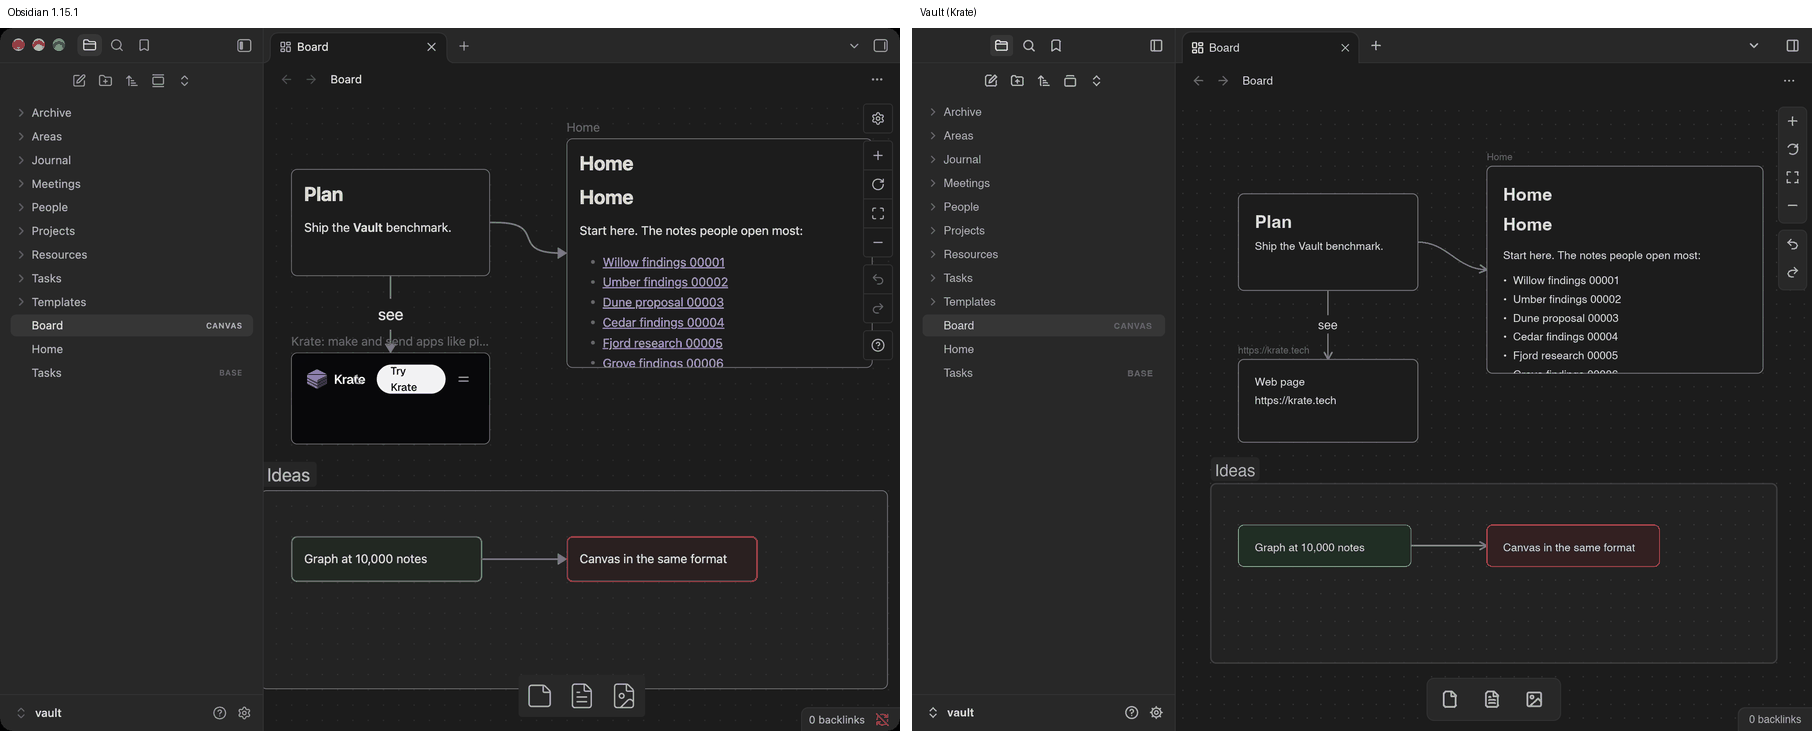 Obsidian 1.15.1
Board
Board
Archive
Areas
Journal
Meetings
People
Projects
Resources
Tasks
Templates
Board CANVAS
Home
Tasks BASE
vault
Plan
Ship the Vault benchmark.
see
Krate: make and send apps like pi...
Krate
Try
Krate
Home
Home
Home
Start here. The notes people open most:
• Willow findings 00001
• Umber findings 00002
• Dune proposal 00003
• Cedar findings 00004
• Fjord research 00005
• Grove findings 00006
Ideas
Graph at 10,000 notes
Canvas in the same format
0 backlinks
Vault (Krate)
Board
Board
Archive
Areas
Journal
Meetings
People
Projects
Resources
Tasks
Templates
Board CANVAS
Home
Tasks BASE
vault
Plan
Ship the Vault benchmark.
see
https://krate.tech
Web page
https://krate.tech
Home
Home
Home
Start here. The notes people open most:
• Willow findings 00001
• Umber findings 00002
• Dune proposal 00003
• Cedar findings 00004
• Fjord research 00005
• Grove findings 00006
Ideas
Graph at 10,000 notes
Canvas in the same format
0 backlinks